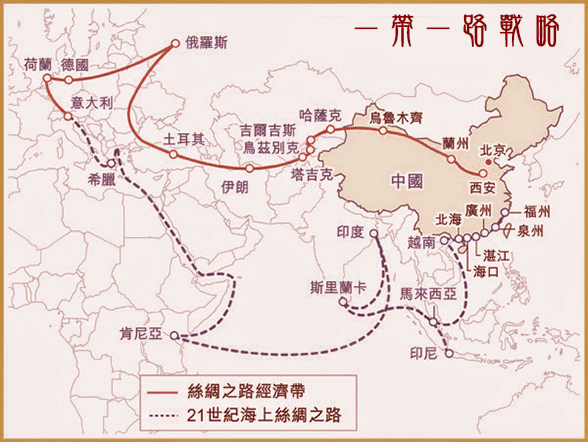 一帶一路戰略
俄羅斯
荷蘭
德國
意大利
哈薩克
烏魯木齊
吉爾吉斯
烏茲別克
土耳其
蘭州
北京
希臘
伊朗
塔吉克
西安
中國
廣州
福州
北海
泉州
印度
越南
湛江
海口
斯里蘭卡
馬來西亞
肯尼亞
印尼
絲綢之路經濟帶
21世紀海上絲綢之路